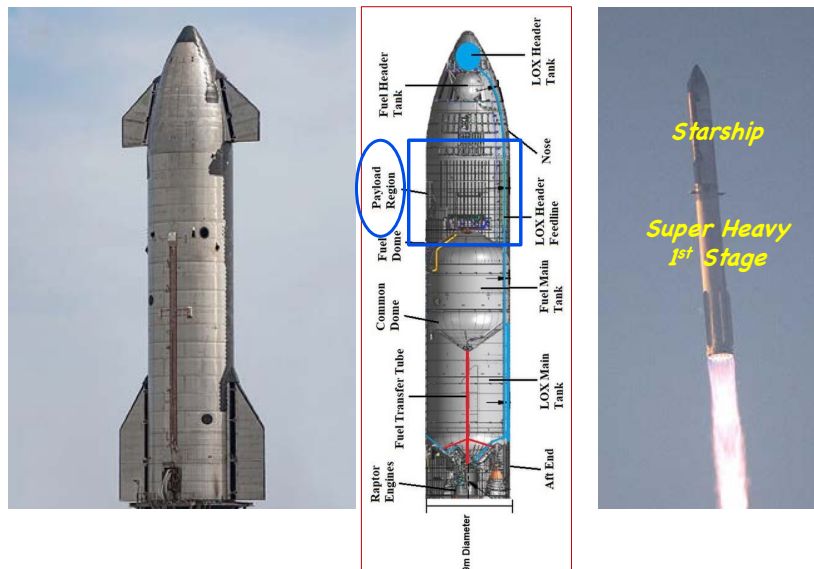 LOX Header
Tank
Fuel Header
Tank
Nose
Payload
Region
LOX Header
Feedline
Fuel
Dome
Fuel Main
Tank
Common
Dome
LOX Main
Tank
Fuel Transfer Tube
Aft End
Raptor
Engines
9m Diameter
Starship
Super Heavy
1st Stage